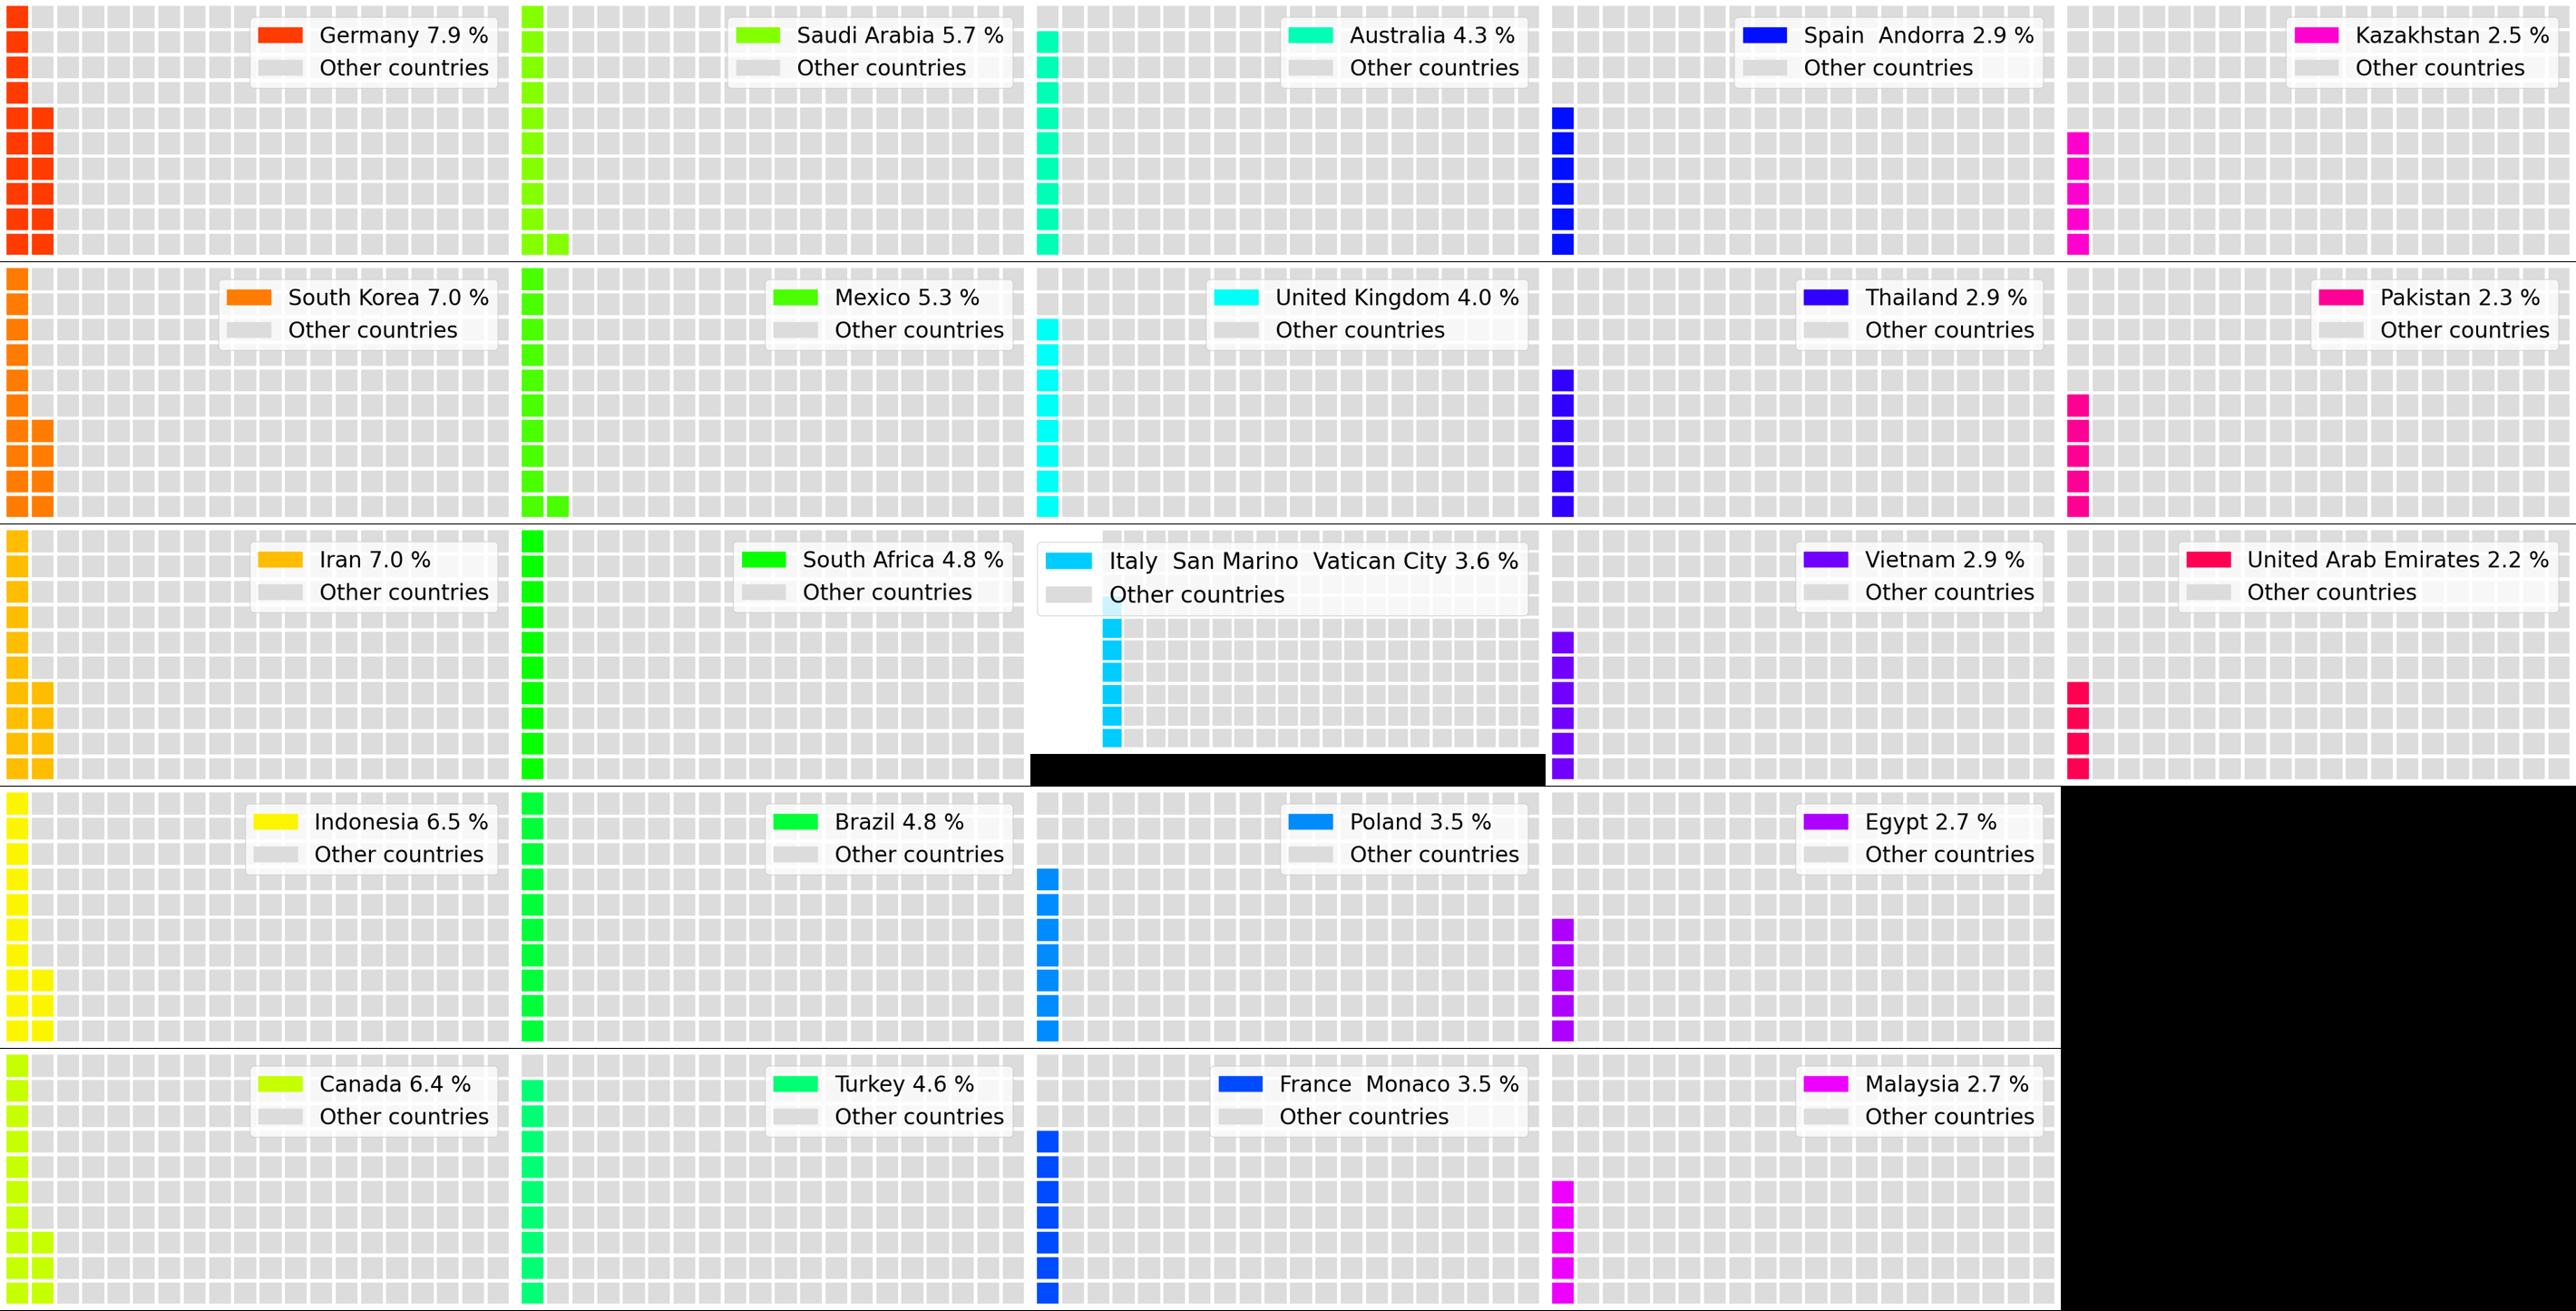 Germany 7.9 %
Other countries
Saudi Arabia 5.7 %
Other countries
Australia 4.3 %
Other countries
Spain  Andorra 2.9 %
Other countries
Kazakhstan 2.5 %
Other countries
South Korea 7.0 %
Other countries
Mexico 5.3 %
Other countries
United Kingdom 4.0 %
Other countries
Thailand 2.9 %
Other countries
Pakistan 2.3 %
Other countries
Iran 7.0 %
Other countries
South Africa 4.8 %
Other countries
Italy  San Marino  Vatican City 3.6 %
Other countries
Vietnam 2.9 %
Other countries
United Arab Emirates 2.2 %
Other countries
Indonesia 6.5 %
Other countries
Brazil 4.8 %
Other countries
Poland 3.5 %
Other countries
Egypt 2.7 %
Other countries
Canada 6.4 %
Other countries
Turkey 4.6 %
Other countries
France  Monaco 3.5 %
Other countries
Malaysia 2.7 %
Other countries